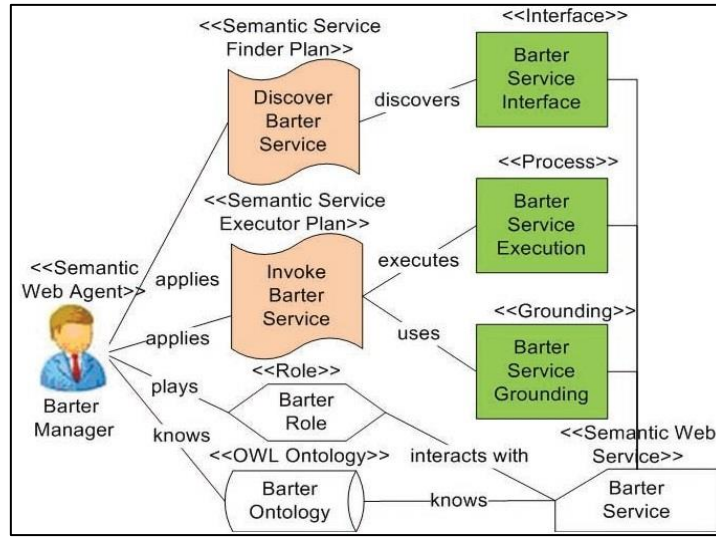 <<Interface>>
<<Semantic Service
Finder Plan>>
Barter
Service
Interface
Discover
Barter
Service
discovers
<<Process>>
<<Semantic Service
Executor Plan>>
Barter
Service
Execution
<<Semantic
Web Agent>>
applies
Invoke
Barter
Service
executes
<<Grounding>>
uses
applies
Barter
Service
Grounding
<<Role>>
plays
Barter
Role
Barter
Manager
knows
<<Semantic Web
Service>>
<<OWL Ontology>>
interacts with
Barter
Ontology
knows
Barter
Service